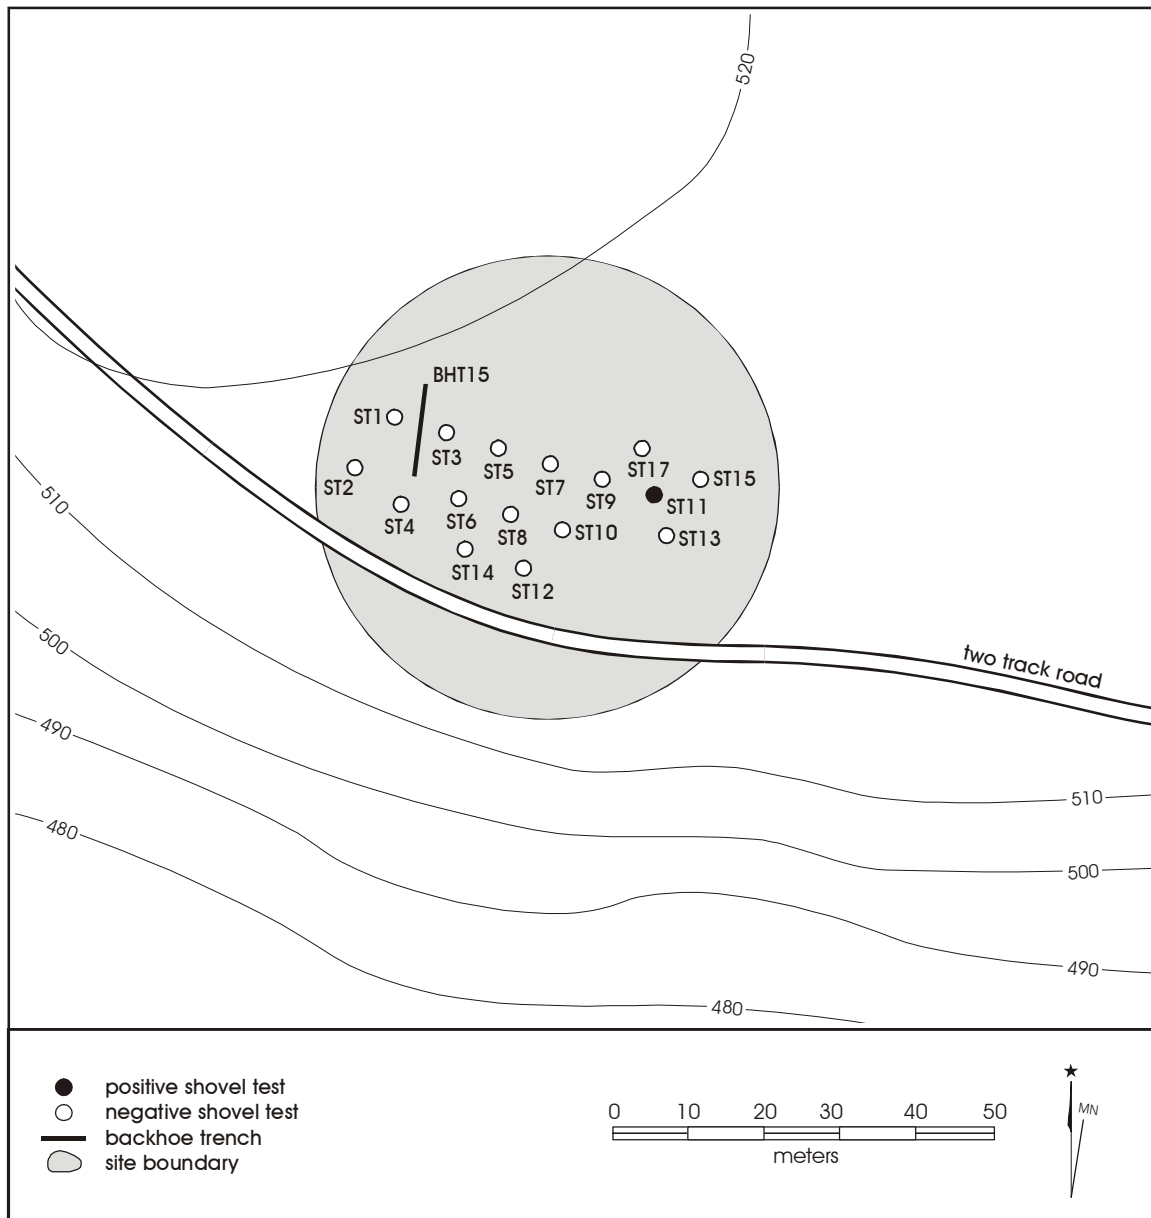 520
BHT15
ST1
ST3
ST5
ST17
ST7
ST15
ST2
ST9
ST11
510
ST4
ST6
ST8
ST10
ST13
ST14
ST12
500
two track road
490
510
480
500
490
480
positive shovel test
negative shovel test
backhoe trench
site boundary
0 10 20 30 40 50
meters
MN